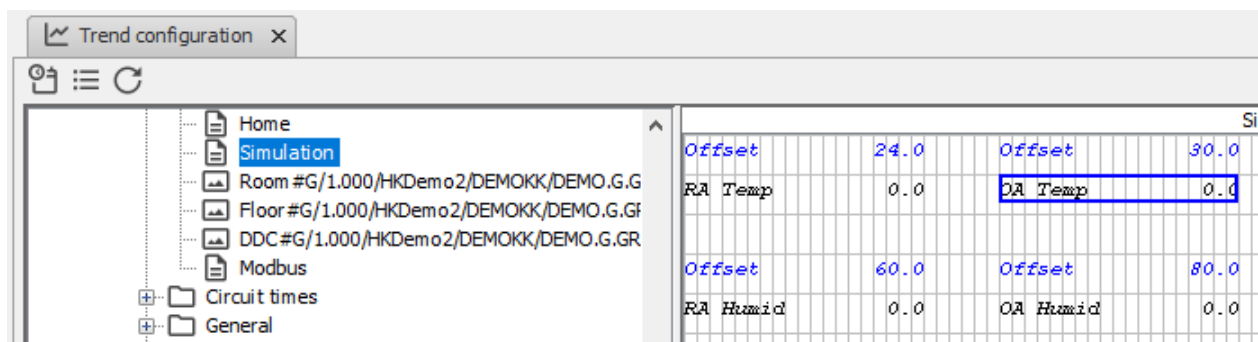 Trend configuration
Home
Simulation
Room #G/1.000/HKDemo2/DEMOKK/DEMO.G.G
Floor #G/1.000/HKDemo2/DEMOKK/DEMO.G.GR
DDC #G/1.000/HKDemo2/DEMOKK/DEMO.G.GR
Modbus
Circuit times
General
Si
Offset 24.0 Offset 30.0
RA Temp 0.0 OA Temp 0.0
Offset 60.0 Offset 80.0
RA Humid 0.0 OA Humid 0.0